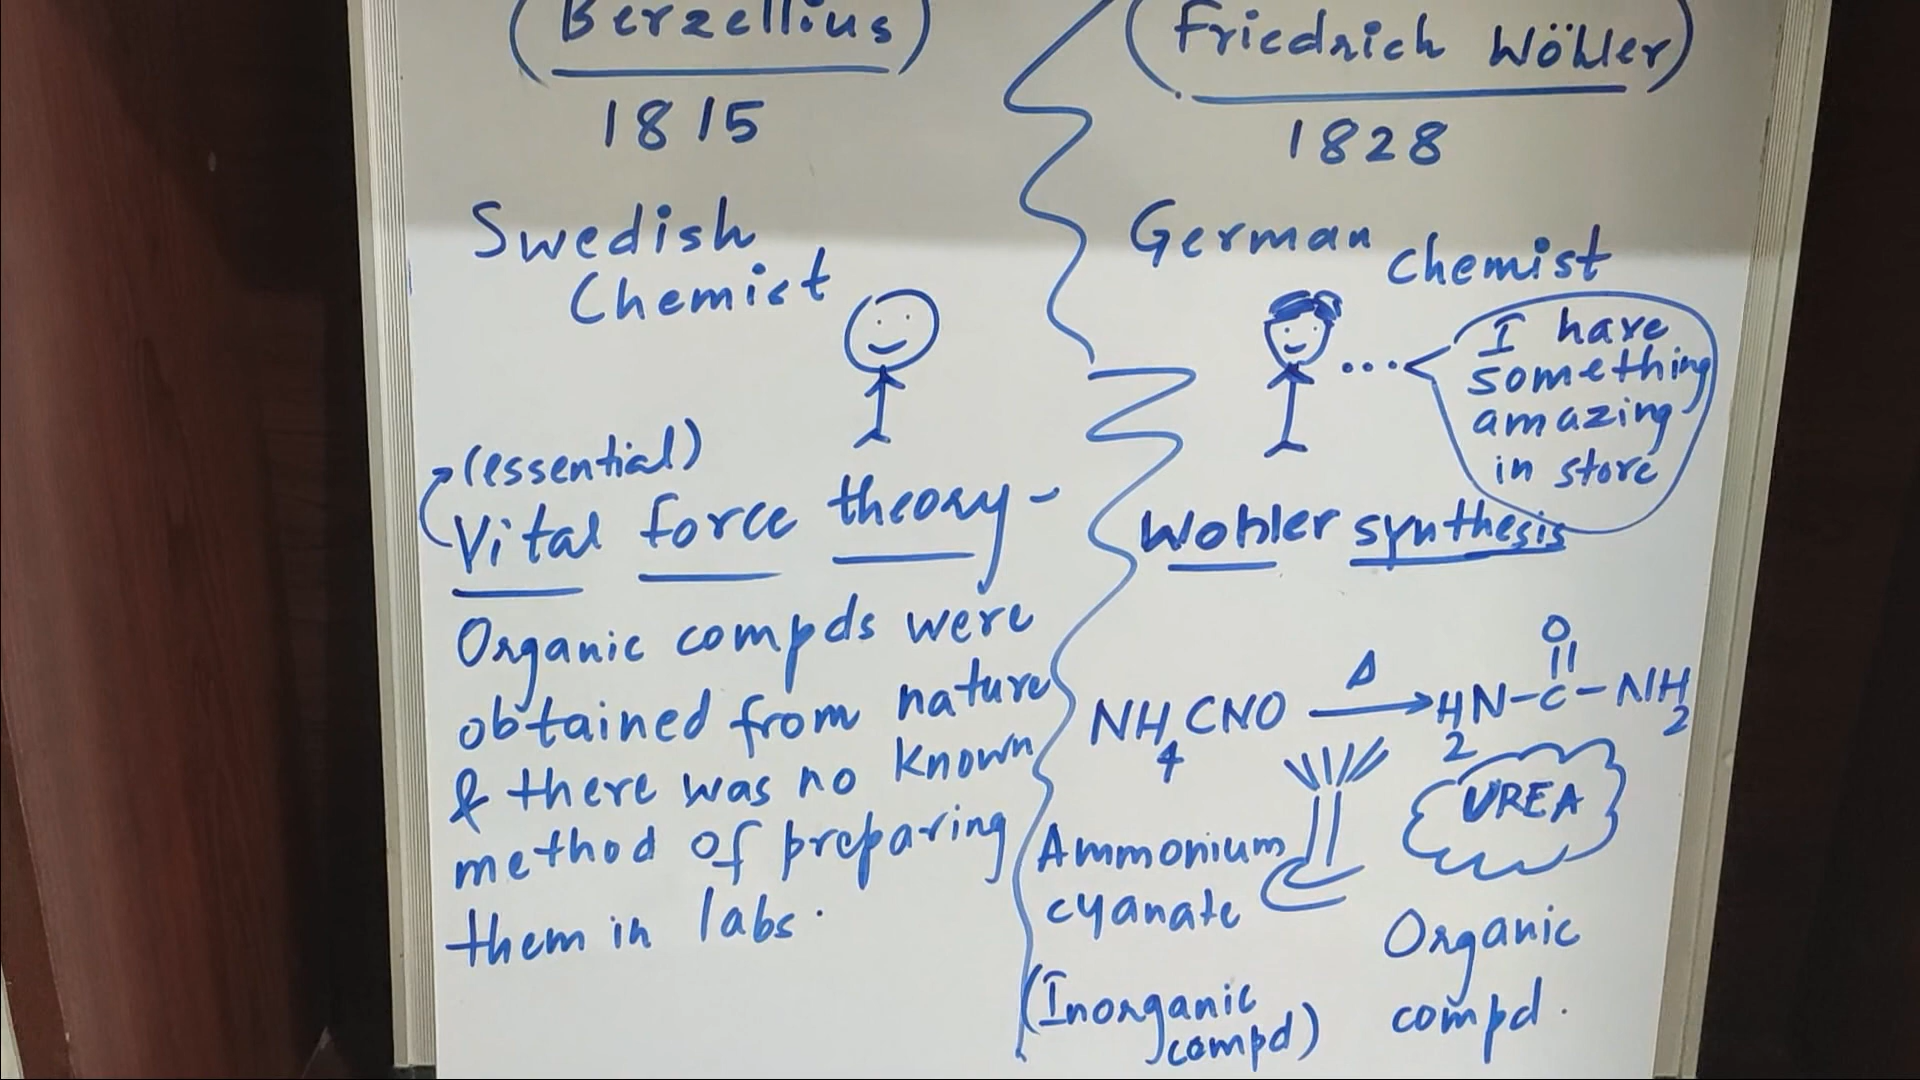 (Berzellius)
1815
Swedish
Chemist
(essential)
Vital force theory-
Organic compds were
obtained from nature
& there was no known
method of preparing
them in labs.
(Friedrich Wöhler)
1828
German chemist
I have
something
amazing
in store
Wohler synthesis
O
||
NH4CNO Δ→ H2N-C-NH2
UREA
Ammonium
cyanate
(Inorganic
compd)
Organic
compd.